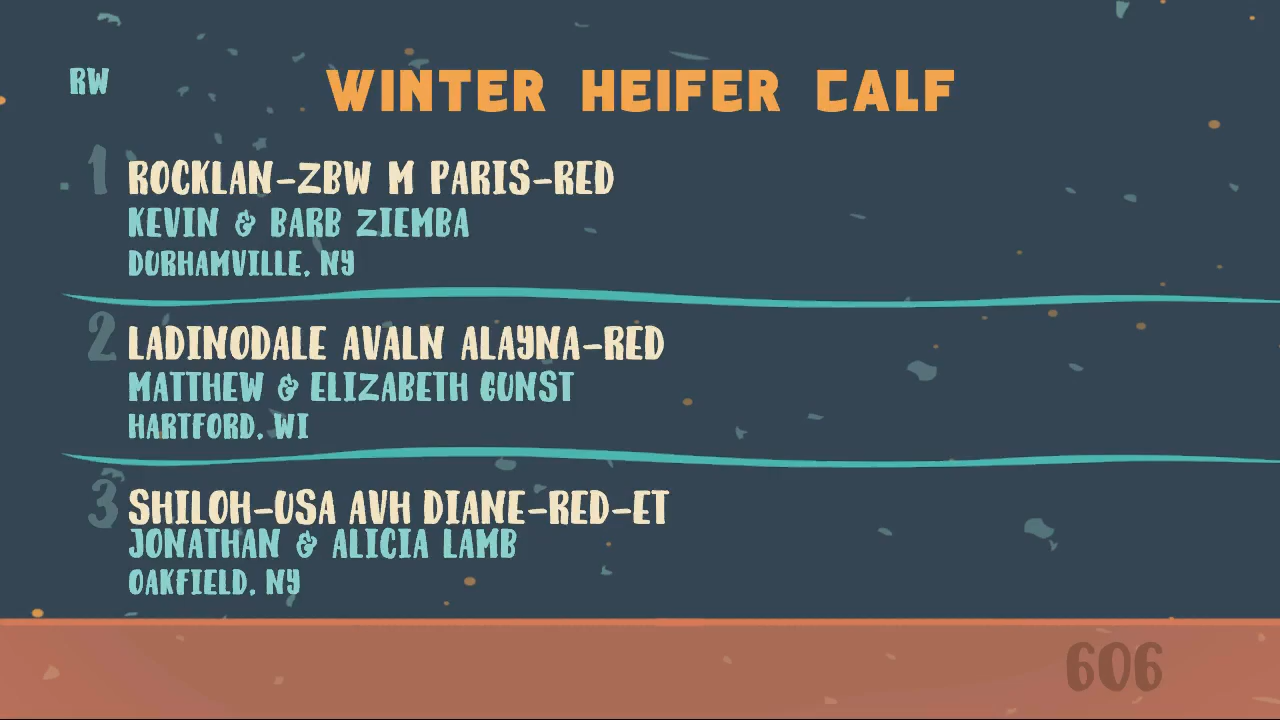 RW
WINTER HEIFER CALF
1 ROCKLAN-ZBW M PARIS-RED
KEVIN & BARB ZIEMBA
DURHAMVILLE, NY
2 LADINODALE AVALN ALAYNA-RED
MATTHEW & ELIZABETH GUNST
HARTFORD, WI
3 SHILOH-USA AVH DIANE-RED-ET
JONATHAN & ALICIA LAMB
OAKFIELD, NY
606